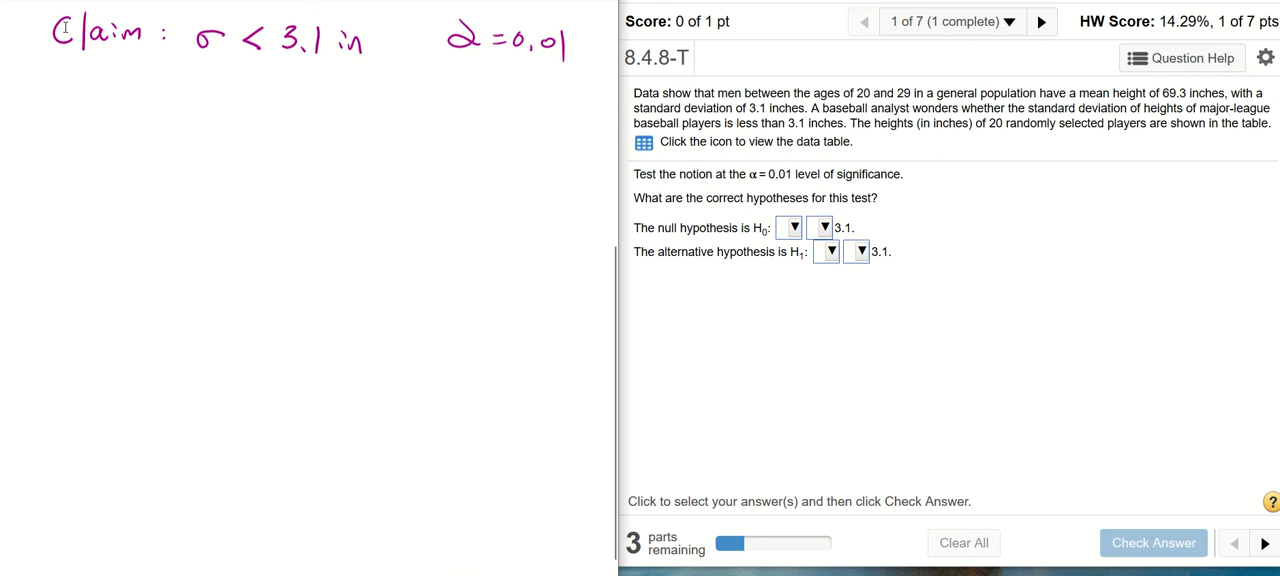 Claim : σ < 3.1 in α = 0.01
Score: 0 of 1 pt
1 of 7 (1 complete) ▼
HW Score: 14.29%, 1 of 7 pts
8.4.8-T
Question Help
Data show that men between the ages of 20 and 29 in a general population have a mean height of 69.3 inches, with a
standard deviation of 3.1 inches. A baseball analyst wonders whether the standard deviation of heights of major-league
baseball players is less than 3.1 inches. The heights (in inches) of 20 randomly selected players are shown in the table.
Click the icon to view the data table.
Test the notion at the α = 0.01 level of significance.
What are the correct hypotheses for this test?
The null hypothesis is H₀: ▼ ▼ 3.1.
The alternative hypothesis is H₁: ▼ ▼ 3.1.
Click to select your answer(s) and then click Check Answer.
?
3 parts
remaining
Clear All
Check Answer